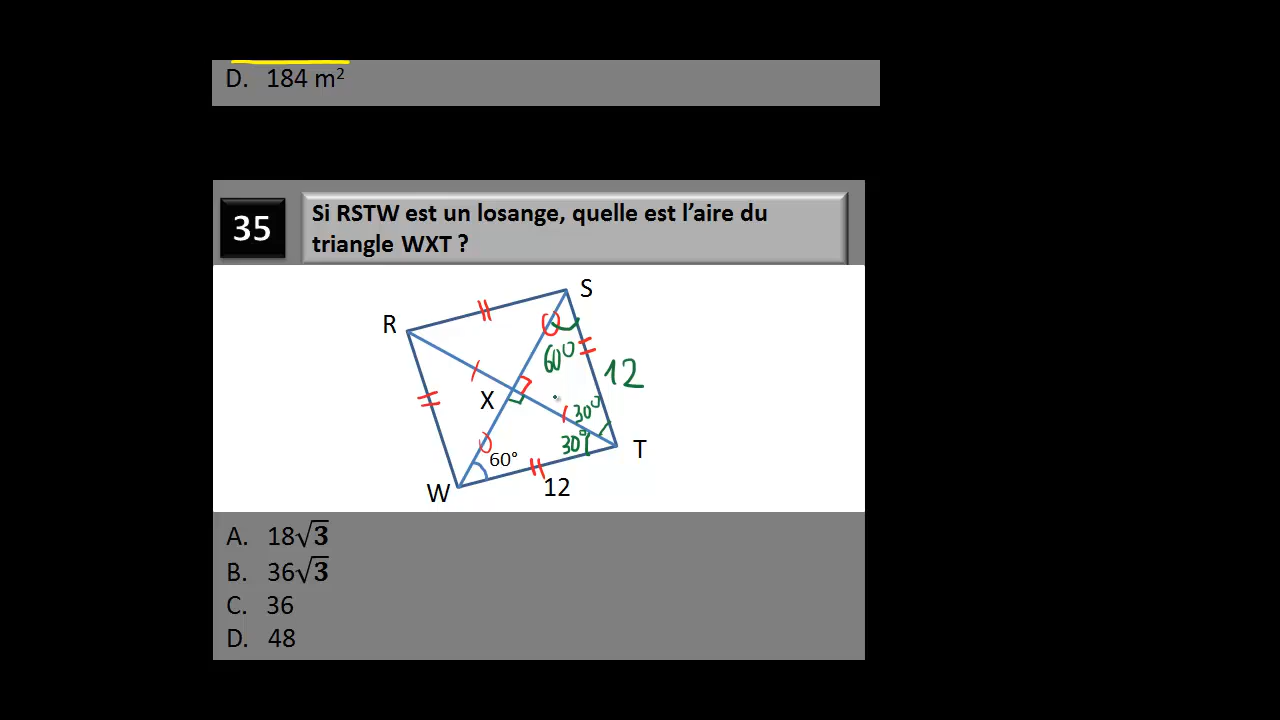 D. 184 m²
35
Si RSTW est un losange, quelle est l’aire du
triangle WXT ?
S
R
60°
12
X
30°
30°
T
60°
W
12
A. 18√3
B. 36√3
C. 36
D. 48